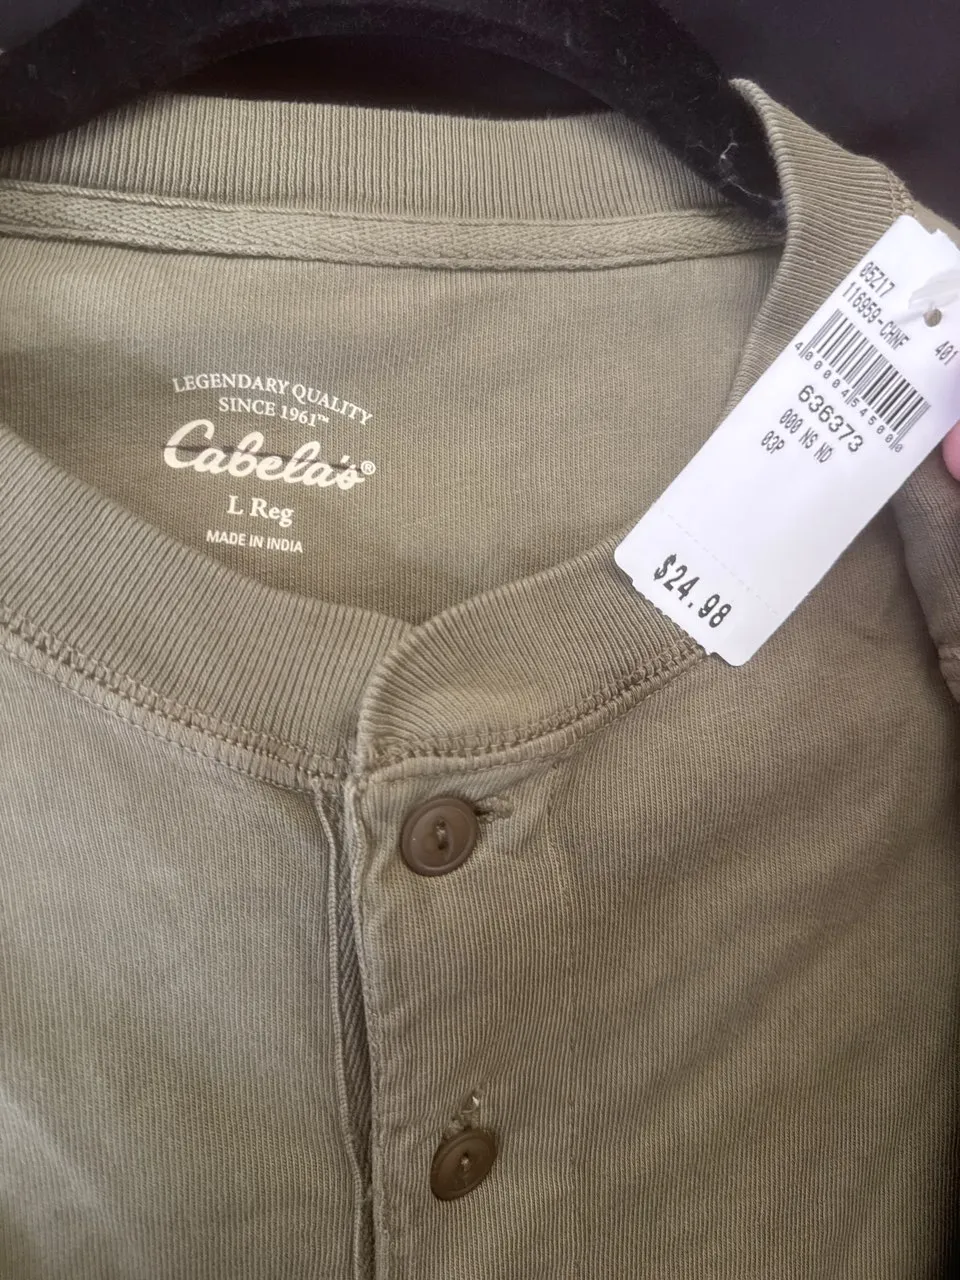 LEGENDARY QUALITY
SINCE 1961™
Cabela's®
L Reg
MADE IN INDIA
05Z17
116959-CHNF 401
400004545000
636373
000 NS ND
03P
$24.98